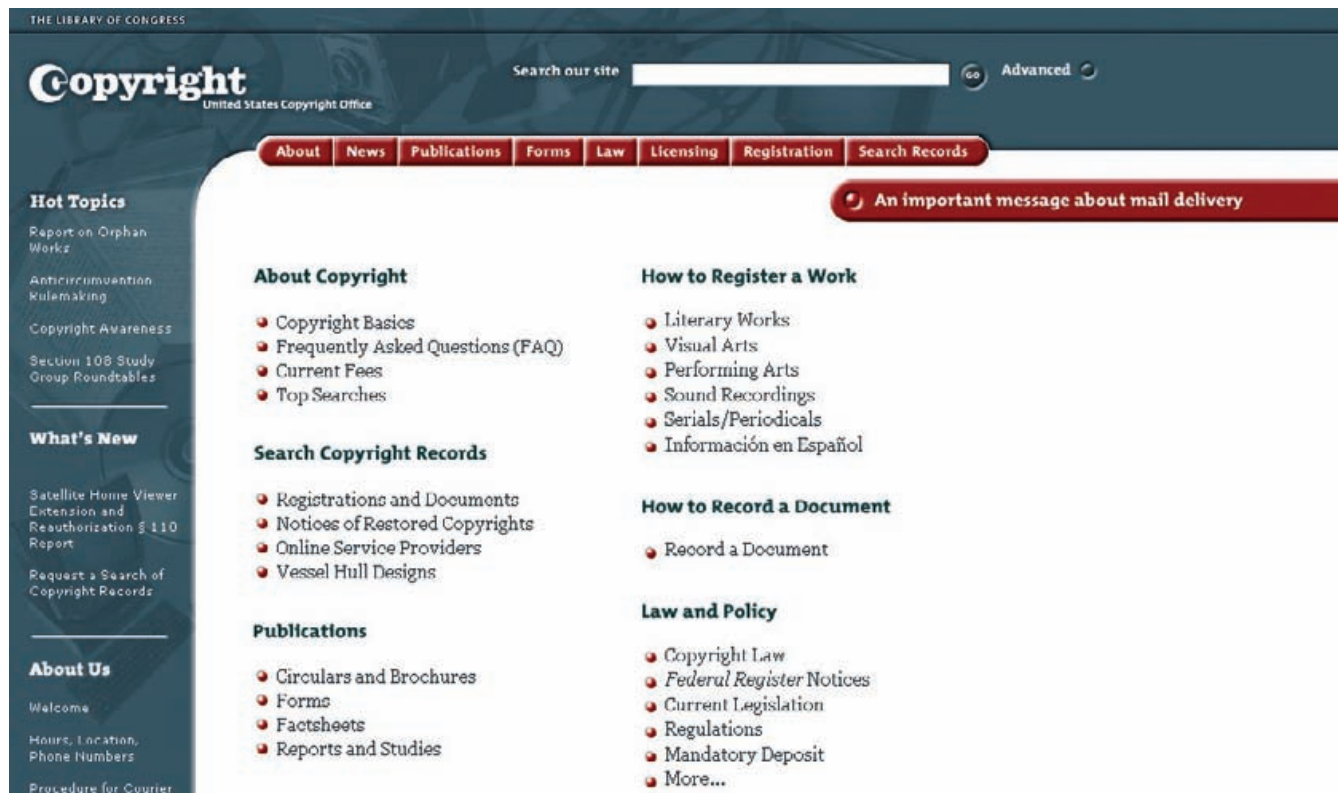 THE LIBRARY OF CONGRESS
Copyright
United States Copyright Office
Search our site
GO
Advanced
About
News
Publications
Forms
Law
Licensing
Registration
Search Records
An important message about mail delivery
Hot Topics
Report on Orphan
Works
Anticircumvention
Rulemaking
Copyright Awareness
Section 108 Study
Group Roundtables
What's New
Satellite Home Viewer
Extension and
Reauthorization § 110
Report
Request a Search of
Copyright Records
About Us
Welcome
Hours, Location,
Phone Numbers
Procedure for Courier
About Copyright
Copyright Basics
Frequently Asked Questions (FAQ)
Current Fees
Top Searches
Search Copyright Records
Registrations and Documents
Notices of Restored Copyrights
Online Service Providers
Vessel Hull Designs
Publications
Circulars and Brochures
Forms
Factsheets
Reports and Studies
How to Register a Work
Literary Works
Visual Arts
Performing Arts
Sound Recordings
Serials/Periodicals
Información en Español
How to Record a Document
Record a Document
Law and Policy
Copyright Law
Federal Register Notices
Current Legislation
Regulations
Mandatory Deposit
More...